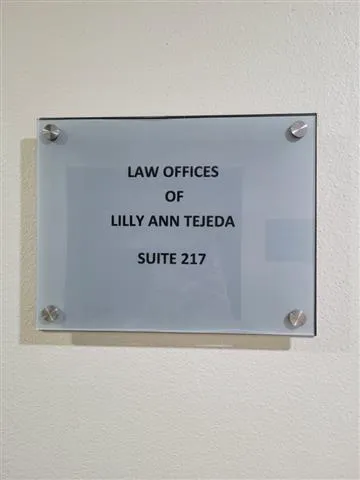 LAW OFFICES
OF
LILLY ANN TEJEDA
SUITE 217